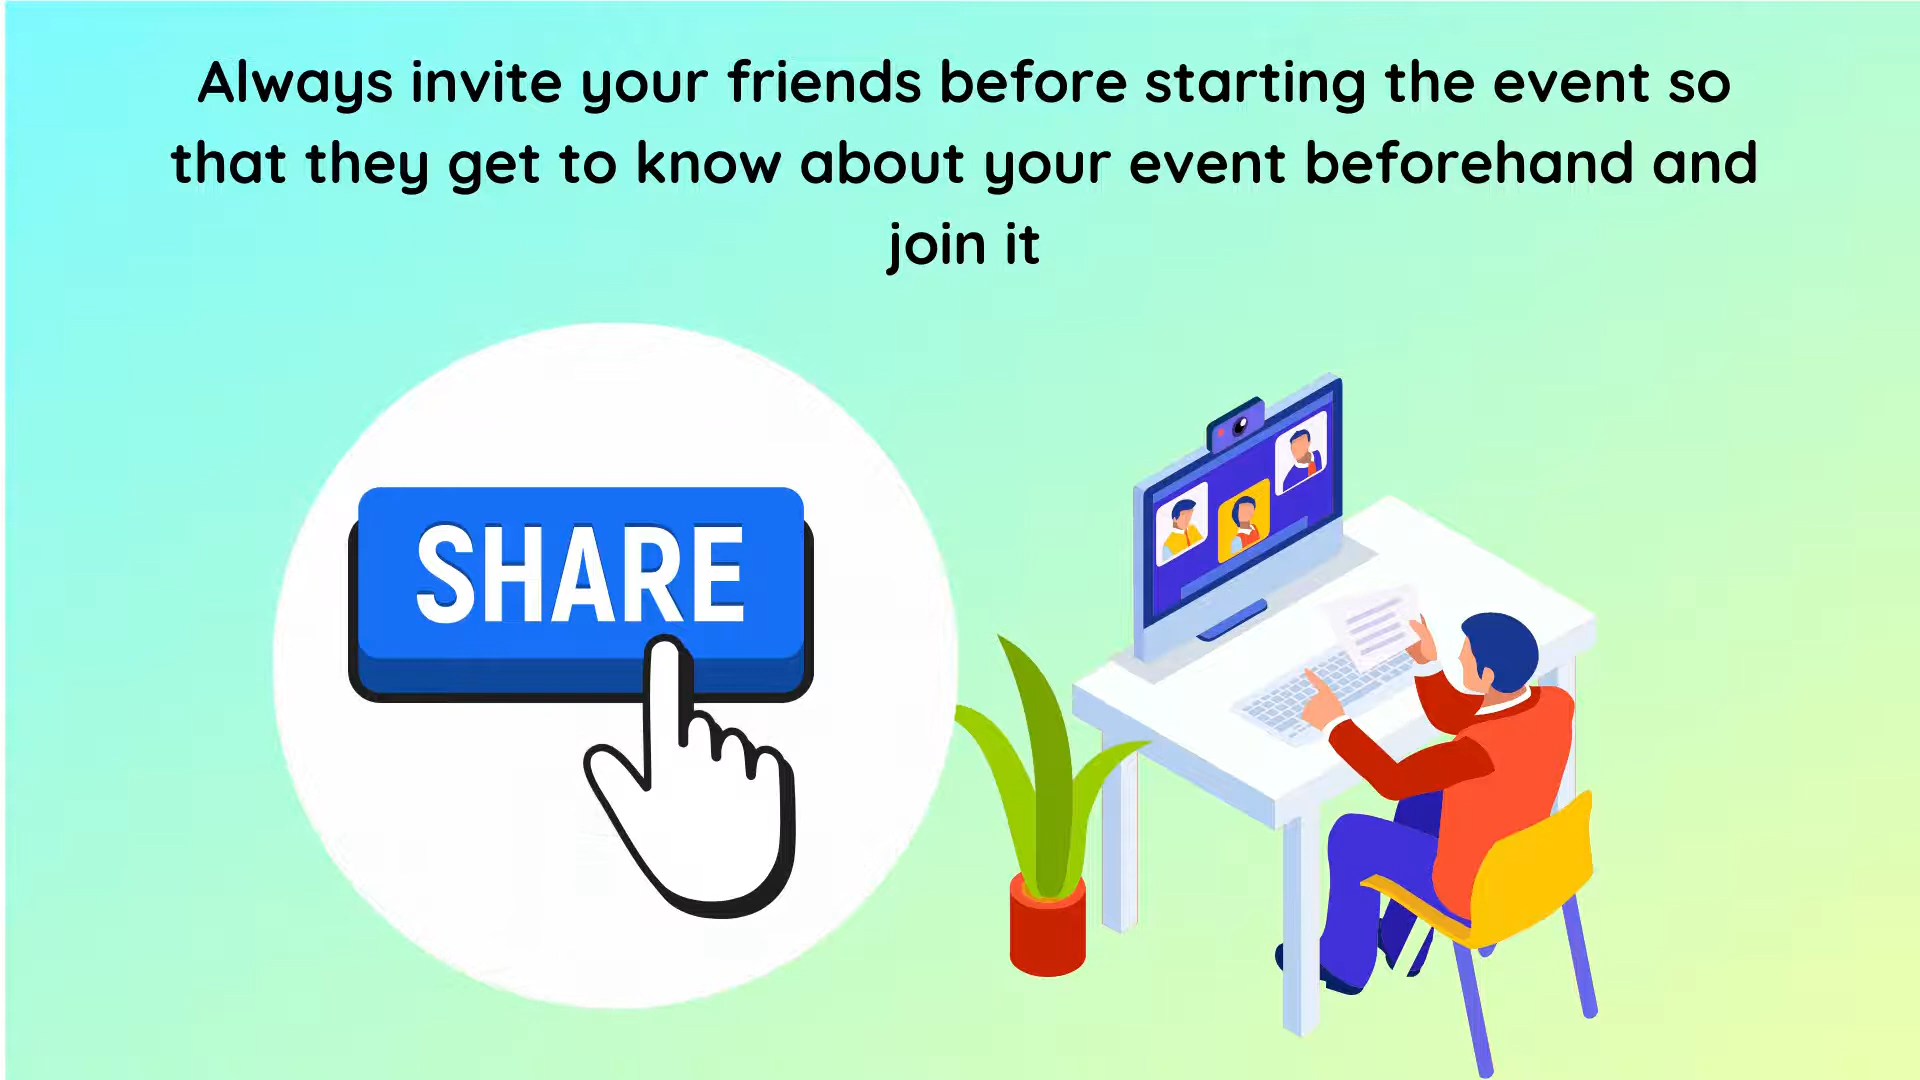 Always invite your friends before starting the event so
that they get to know about your event beforehand and
join it
SHARE